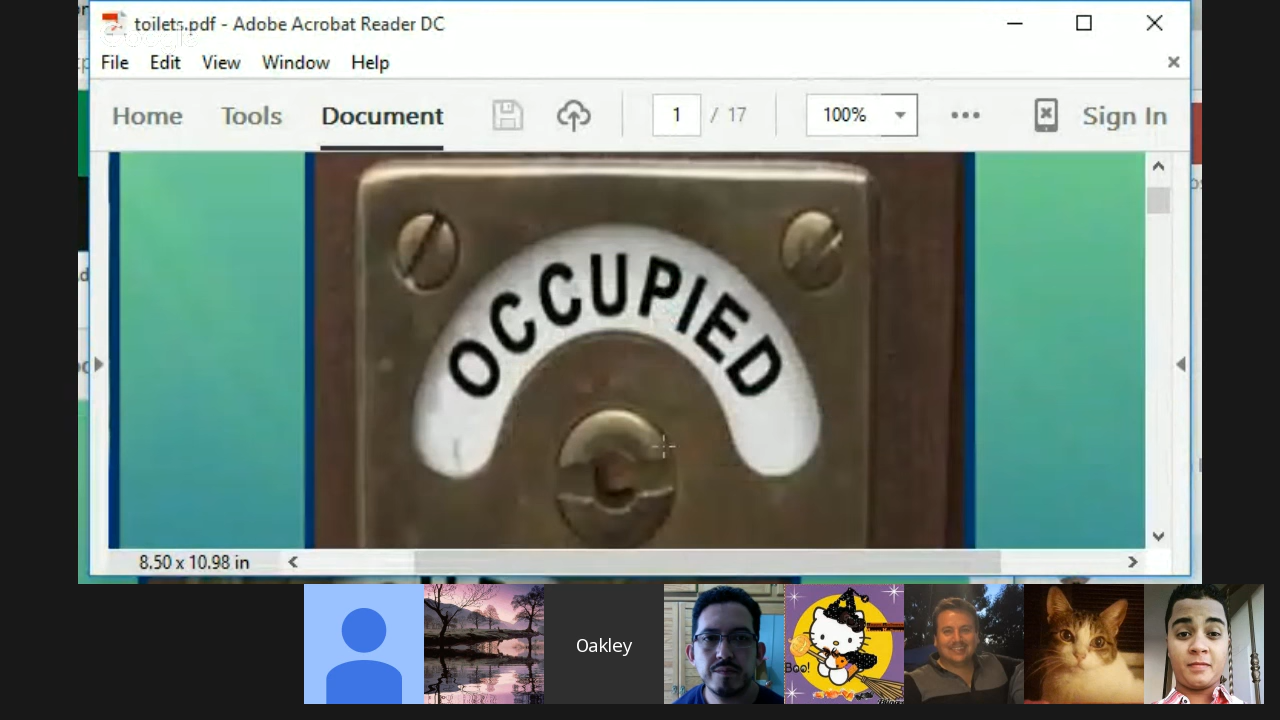 toilets.pdf - Adobe Acrobat Reader DC
File Edit View Window Help
Home Tools Document 1 / 17 100% Sign In
OCCUPIED
8.50 x 10.98 in
Oakley
Boo!